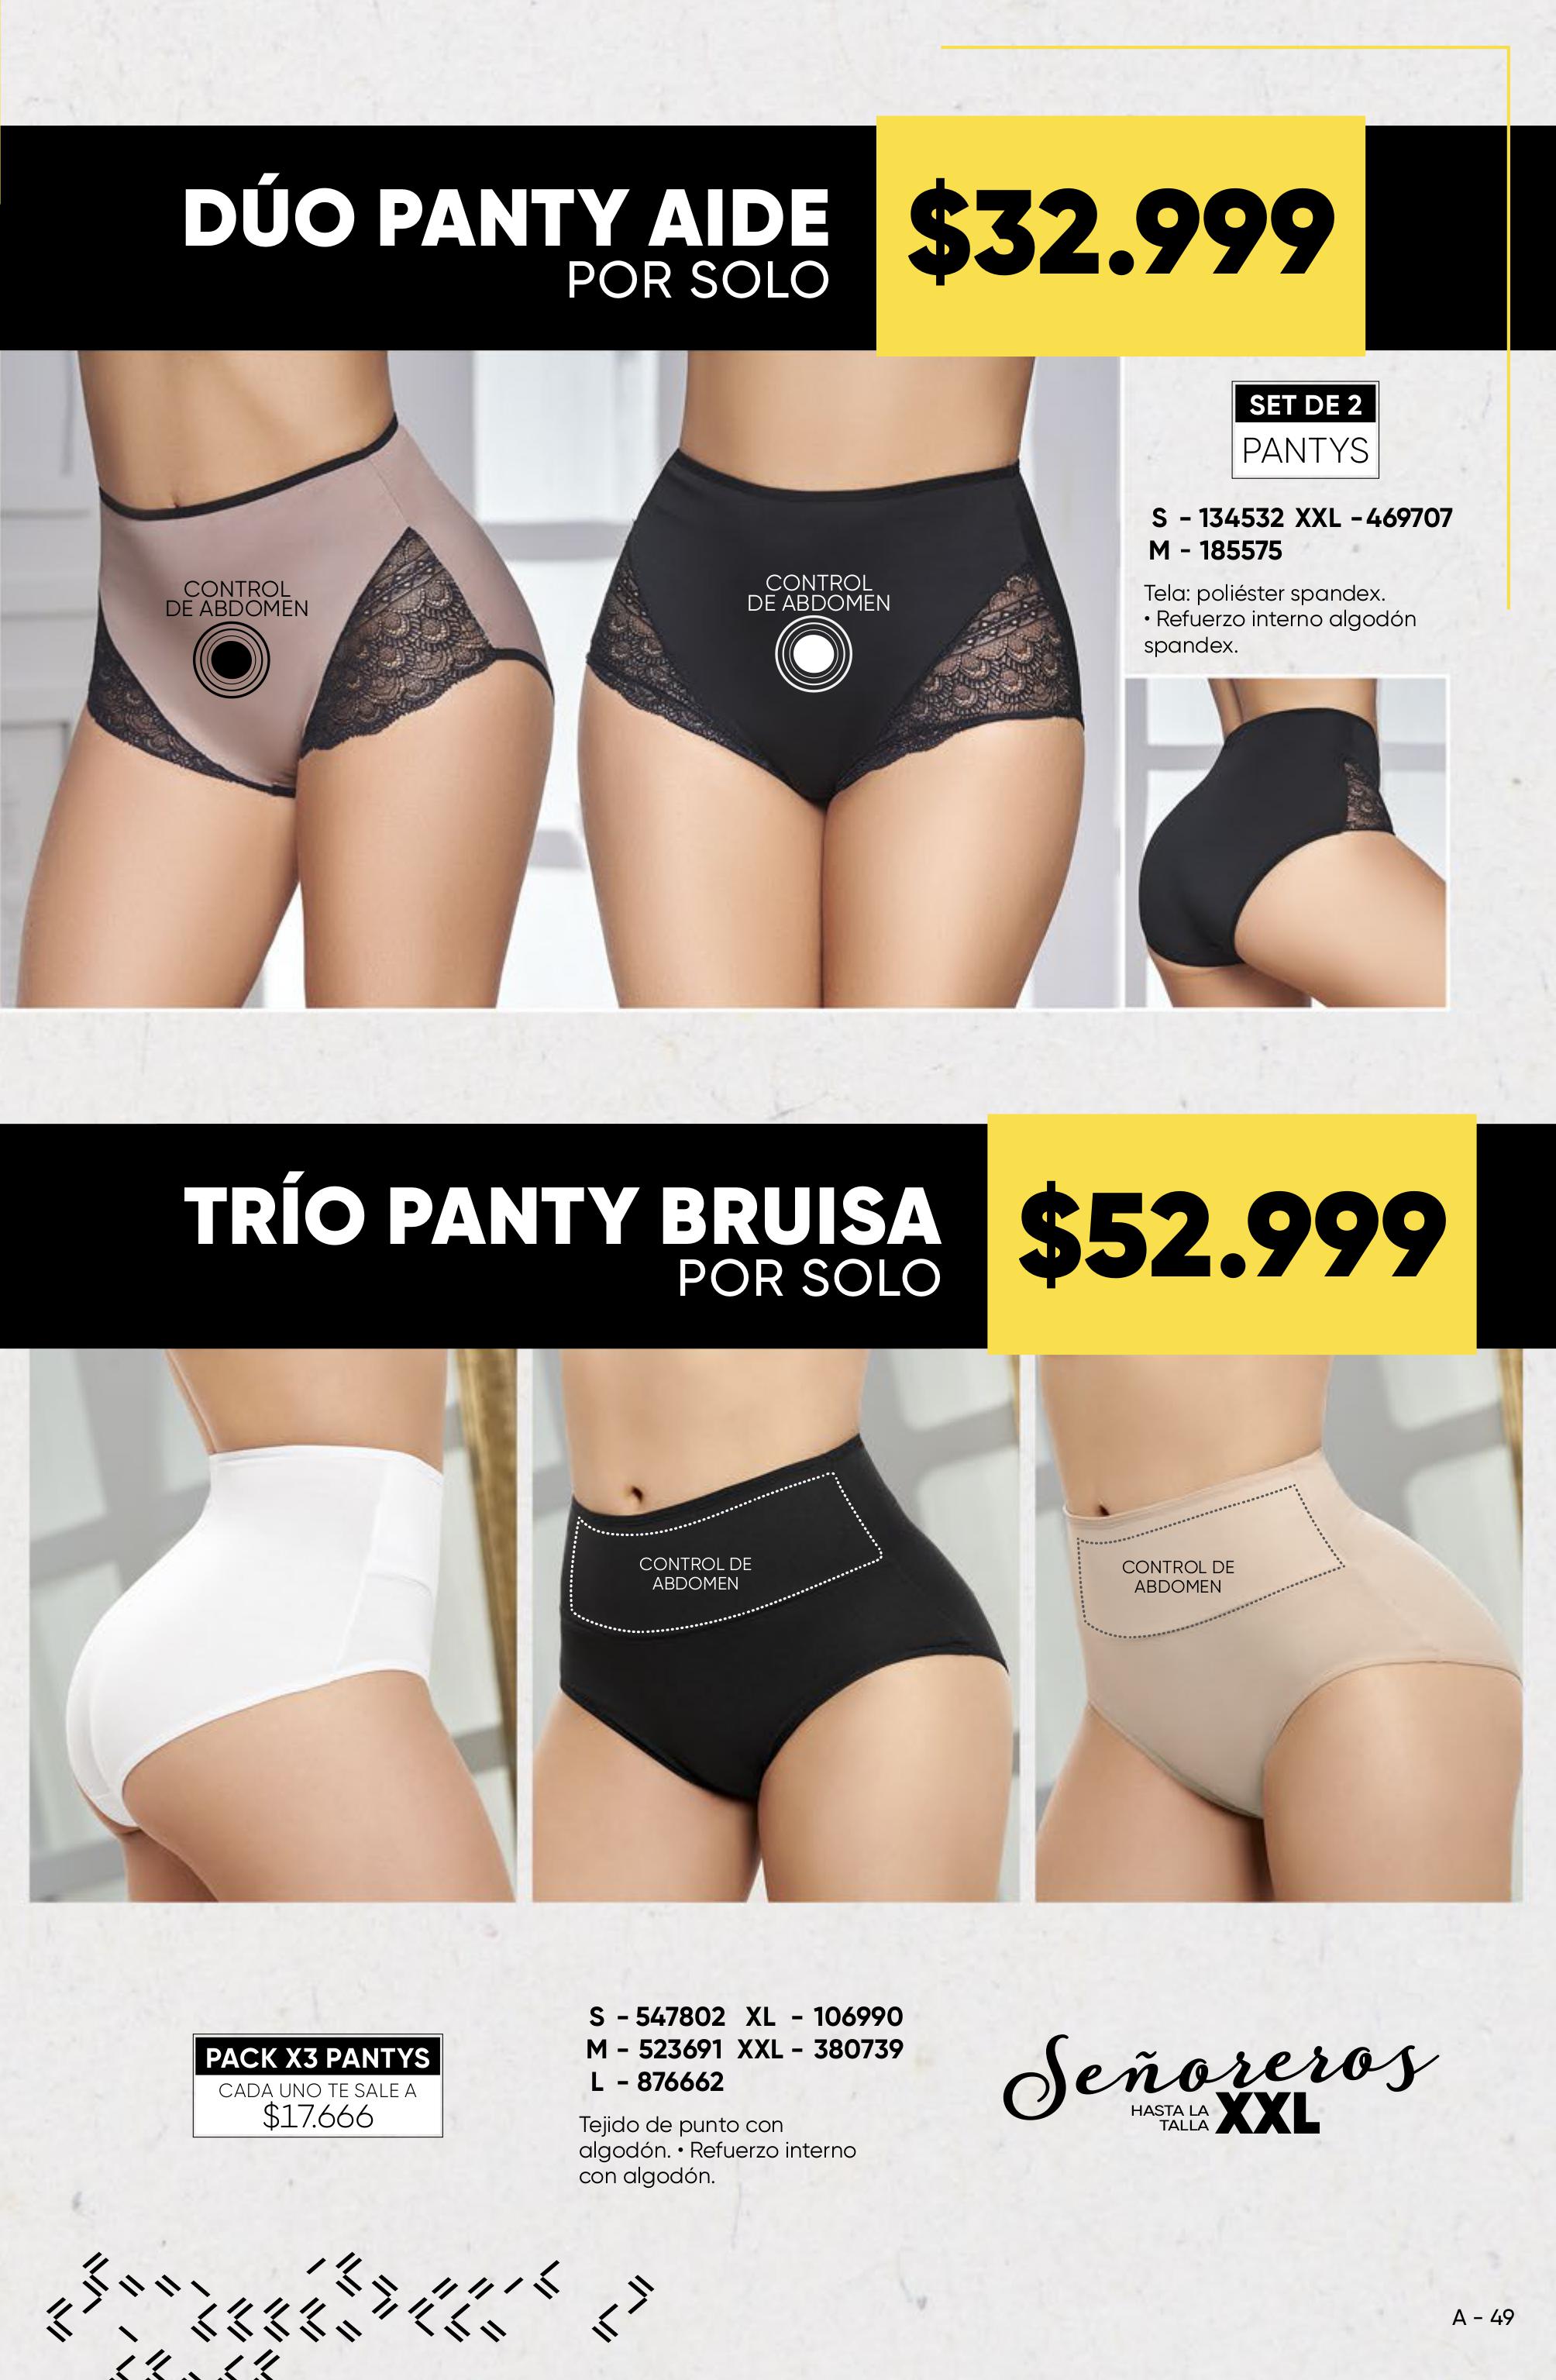 DÚO PANTY AIDE
POR SOLO
$32.999
SET DE 2
PANTYS
S - 134532 XXL - 469707
M - 185575
Tela: poliéster spandex.
• Refuerzo interno algodón
spandex.
CONTROL
DE ABDOMEN
CONTROL
DE ABDOMEN
TRÍO PANTY BRUISA
POR SOLO
$52.999
CONTROL DE
ABDOMEN
CONTROL DE
ABDOMEN
PACK X3 PANTYS
CADA UNO TE SALE A
$17.666
S - 547802 XL - 106990
M - 523691 XXL - 380739
L - 876662
Tejido de punto con
algodón. • Refuerzo interno
con algodón.
Señoreros
HASTA LA
TALLA XXL
A - 49